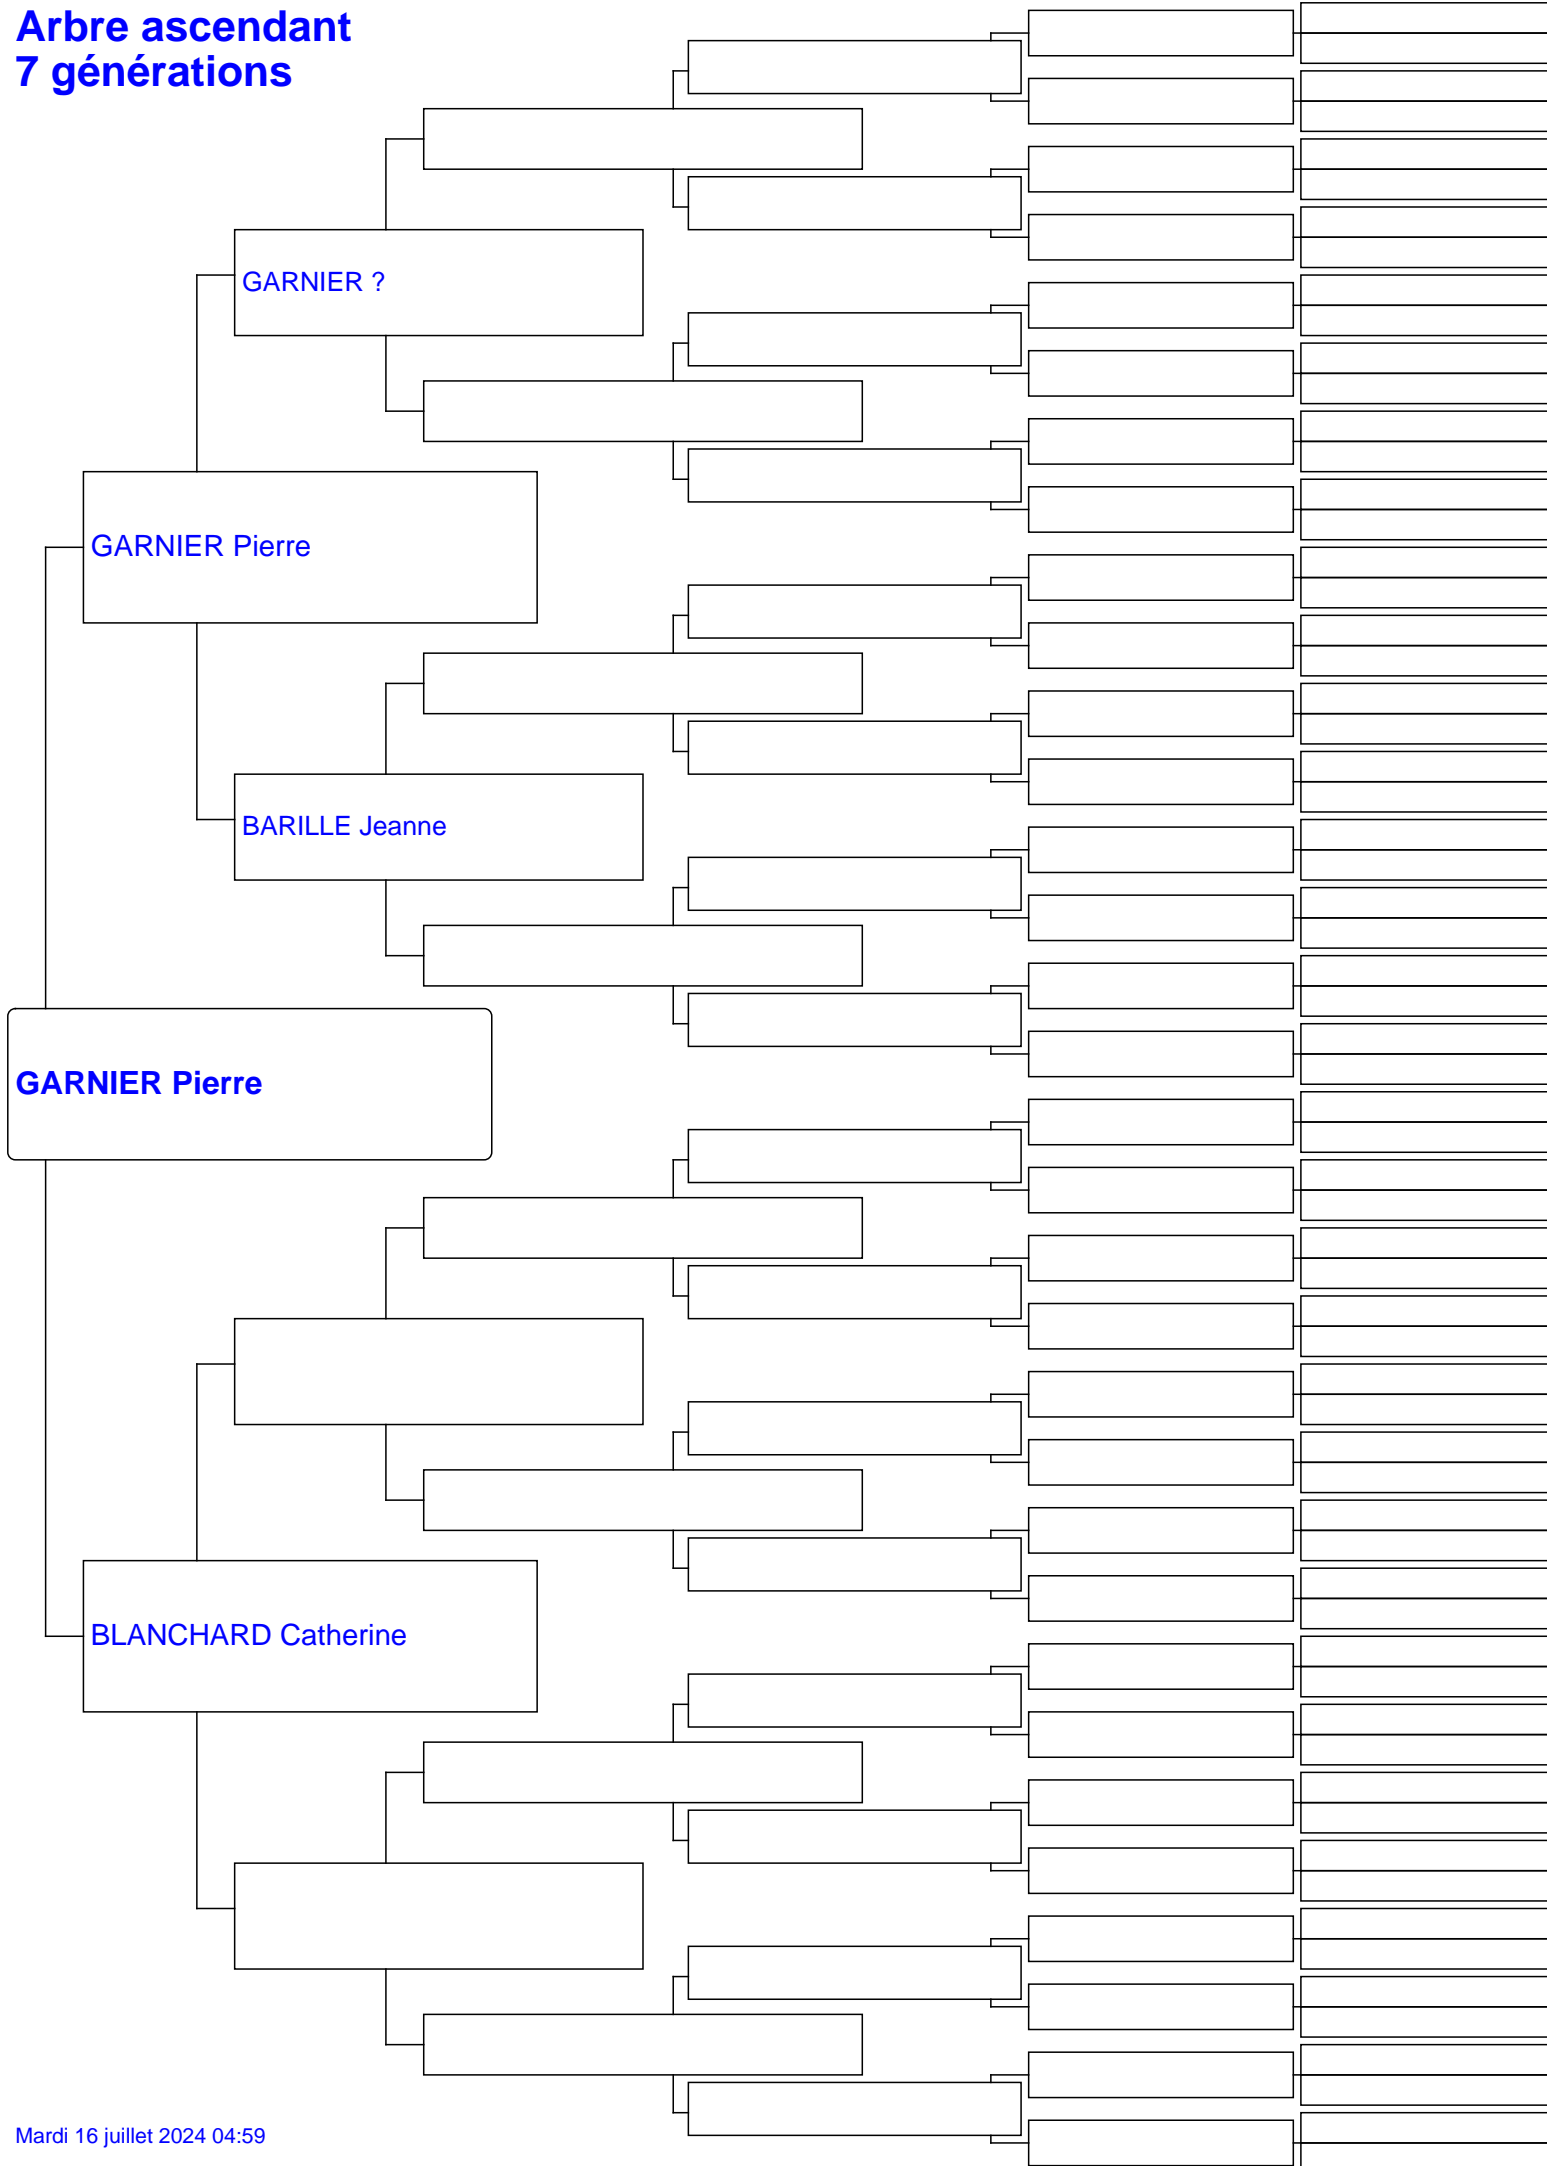 Arbre ascendant
7 générations
GARNIER ?
GARNIER Pierre
BARILLE Jeanne
GARNIER Pierre
BLANCHARD Catherine
Mardi 16 juillet 2024 04:59